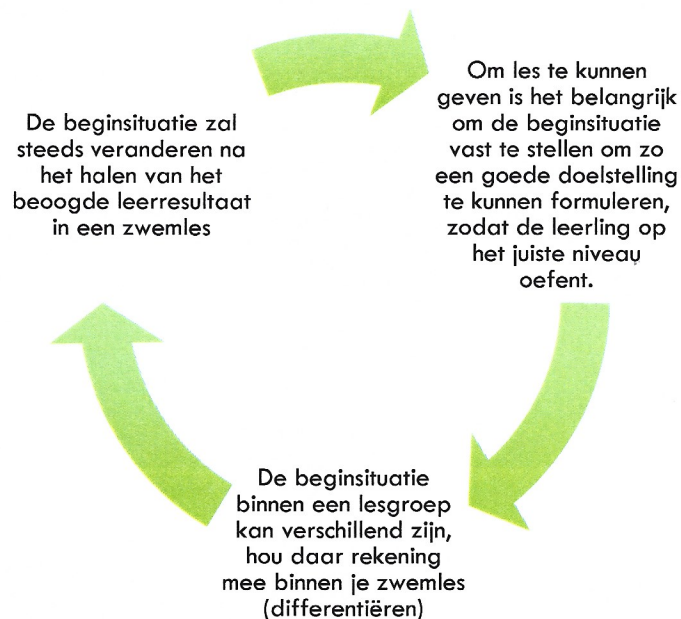 De beginsituatie zal
steeds veranderen na
het halen van het
beoogde leerresultaat
in een zwemles
Om les te kunnen
geven is het belangrijk
om de beginsituatie
vast te stellen om zo
een goede doelstelling
te kunnen formuleren,
zodat de leerling op
het juiste niveau
oefent.
De beginsituatie
binnen een lesgroep
kan verschillend zijn,
hou daar rekening
mee binnen je zwemles
(differentiëren)